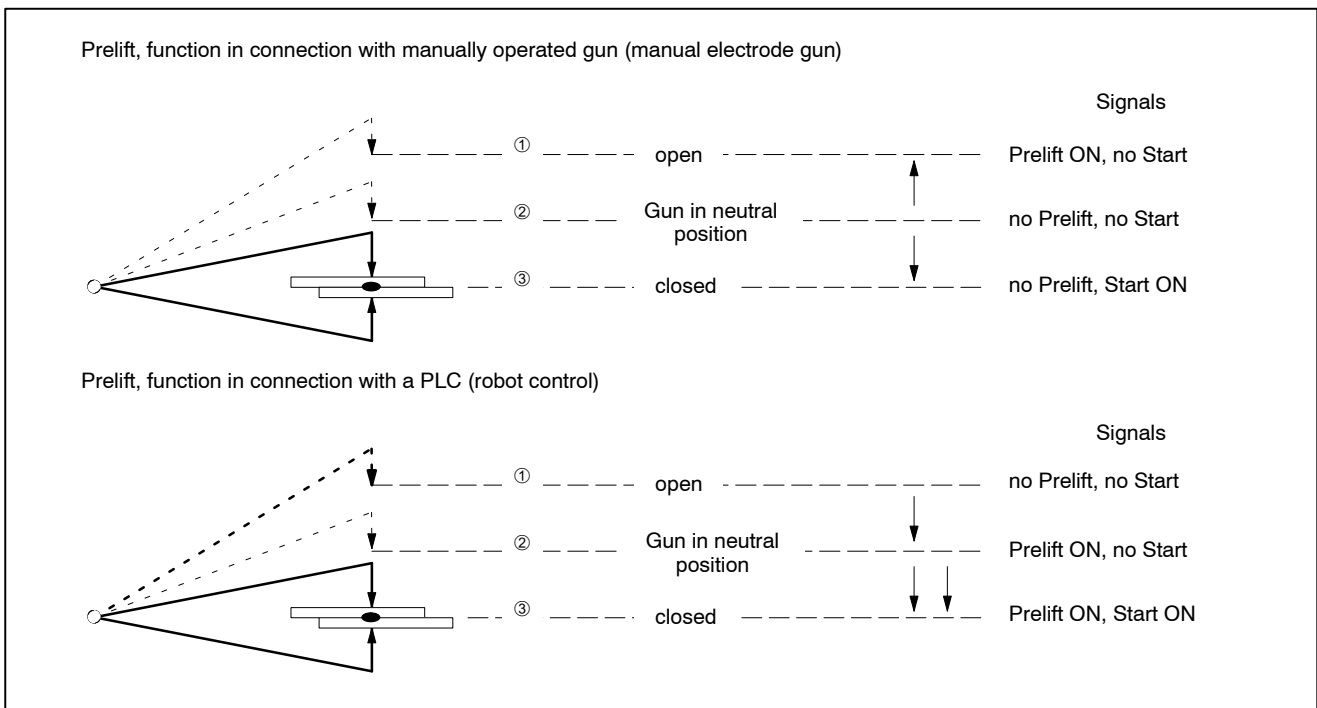 Prelift, function in connection with manually operated gun (manual electrode gun)
Signals
① open Prelift ON, no Start
② Gun in neutral position no Prelift, no Start
③ closed no Prelift, Start ON
Prelift, function in connection with a PLC (robot control)
Signals
① open no Prelift, no Start
② Gun in neutral position Prelift ON, no Start
③ closed Prelift ON, Start ON